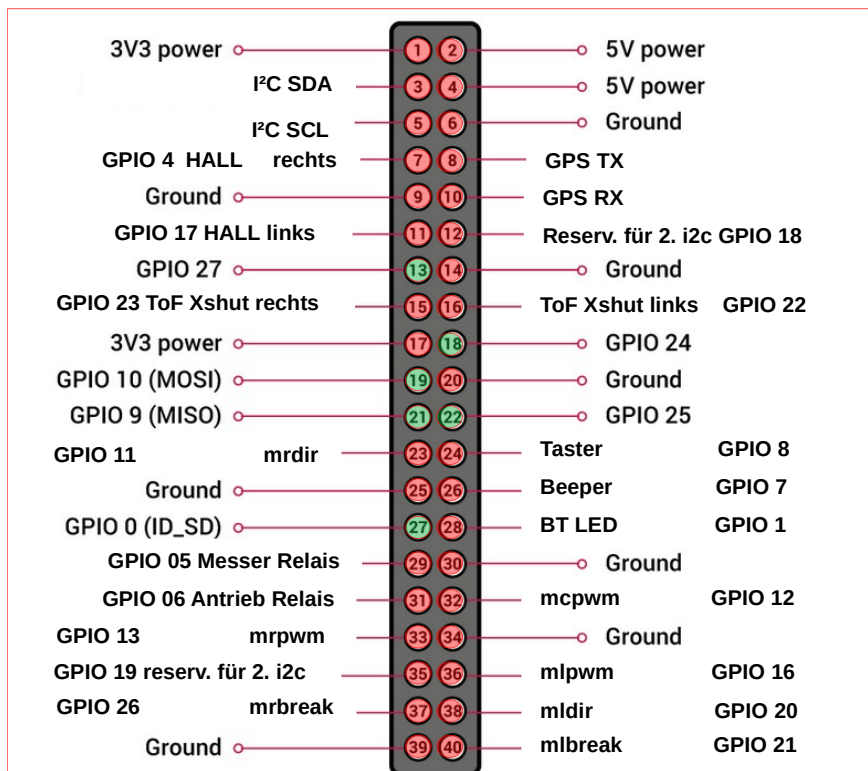 3V3 power 1 2 5V power
I²C SDA 3 4 5V power
I²C SCL 5 6 Ground
GPIO 4 HALL rechts 7 8 GPS TX
Ground 9 10 GPS RX
GPIO 17 HALL links 11 12 Reserv. für 2. i2c GPIO 18
GPIO 27 13 14 Ground
GPIO 23 ToF Xshut rechts 15 16 ToF Xshut links GPIO 22
3V3 power 17 18 GPIO 24
GPIO 10 (MOSI) 19 20 Ground
GPIO 9 (MISO) 21 22 GPIO 25
GPIO 11 mrdir 23 24 Taster GPIO 8
Ground 25 26 Beeper GPIO 7
GPIO 0 (ID_SD) 27 28 BT LED GPIO 1
GPIO 05 Messer Relais 29 30 Ground
GPIO 06 Antrieb Relais 31 32 mcpwm GPIO 12
GPIO 13 mrpwm 33 34 Ground
GPIO 19 reserv. für 2. i2c 35 36 mlpwm GPIO 16
GPIO 26 mrbreak 37 38 mldir GPIO 20
Ground 39 40 mlbreak GPIO 21